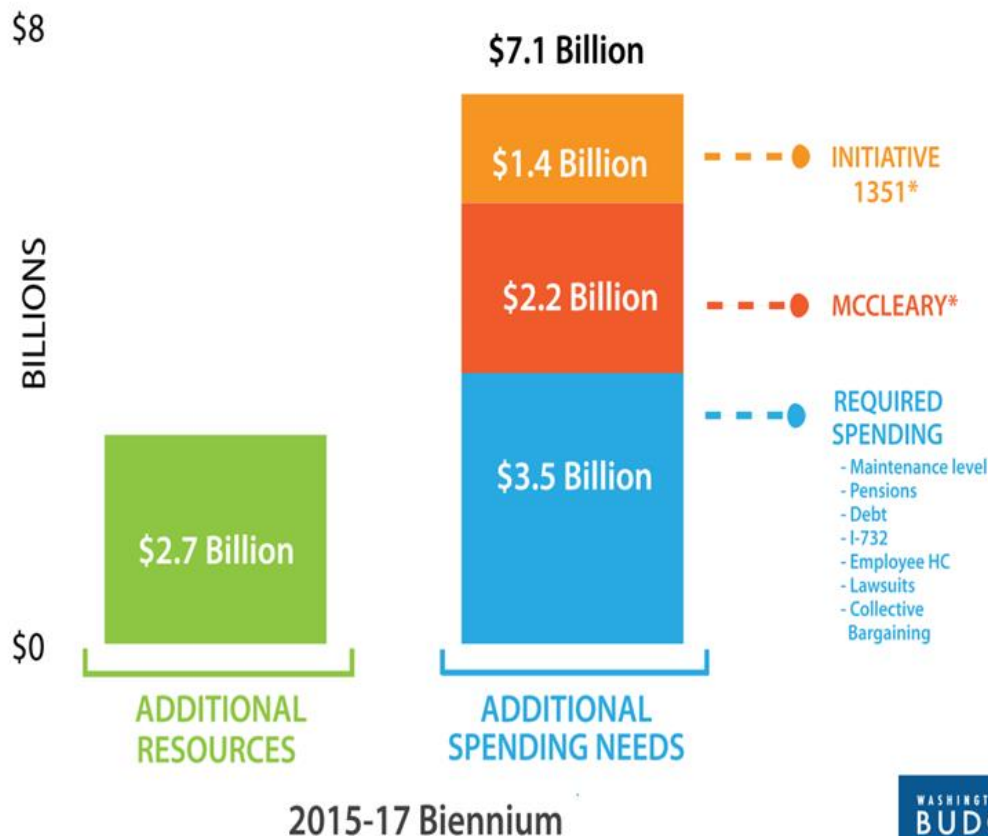 $8
$7.1 Billion
$1.4 Billion
INITIATIVE
1351*
BILLIONS
$2.2 Billion
MCCLEARY*
$3.5 Billion
REQUIRED
SPENDING
- Maintenance level
- Pensions
- Debt
- I-732
- Employee HC
- Lawsuits
- Collective
Bargaining
$2.7 Billion
$0
ADDITIONAL
RESOURCES
ADDITIONAL
SPENDING NEEDS
2015-17 Biennium